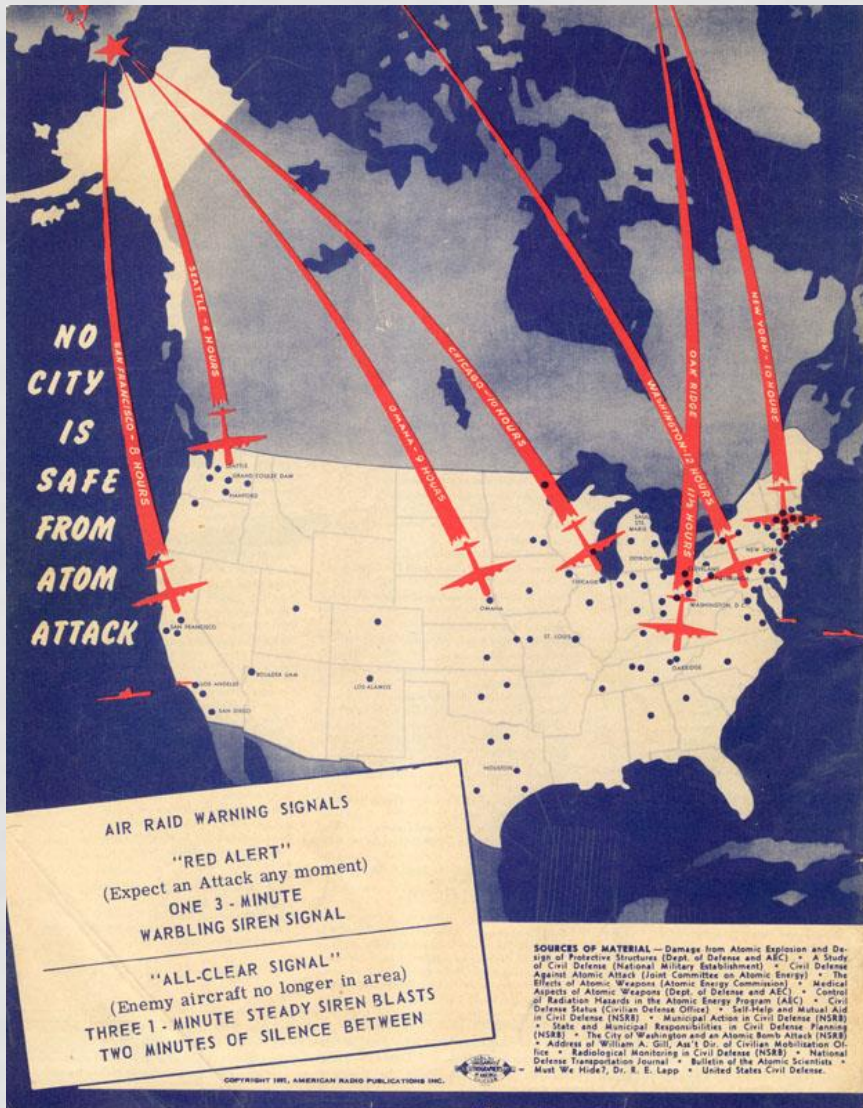 NO
CITY
IS
SAFE
FROM
ATOM
ATTACK
SAN FRANCISCO - 8 HOURS
SEATTLE - 6 HOURS
OMAHA - 9 HOURS
CHICAGO - 10 HOURS
WASHINGTON - 12 HOURS
OAK RIDGE 11½ HOURS
NEW YORK - 10 HOURS
SEATTLE
GRAND COULEE DAM
HANFORD
SAN FRANCISCO
LOS ANGELES
SAN DIEGO
BOULDER DAM
LOS ALAMOS
OMAHA
ST. LOUIS
HOUSTON
CHICAGO
SAULT
STE.
MARIE
DETROIT
CLEVELAND
NEW YORK
WASHINGTON, D.C.
OAKRIDGE
AIR RAID WARNING SIGNALS
"RED ALERT"
(Expect an Attack any moment)
ONE 3 - MINUTE
WARBLING SIREN SIGNAL
"ALL-CLEAR SIGNAL"
(Enemy aircraft no longer in area)
THREE 1 - MINUTE STEADY SIREN BLASTS
TWO MINUTES OF SILENCE BETWEEN
SOURCES OF MATERIAL — Damage from Atomic Explosion and De-
sign of Protective Structures (Dept. of Defense and AEC) • A Study
of Civil Defense (National Military Establishment) • Civil Defense
Against Atomic Attack (Joint Committee on Atomic Energy) • The
Effects of Atomic Weapons (Atomic Energy Commission) • Medical
Aspects of Atomic Weapons (Dept. of Defense and AEC) • Control
of Radiation Hazards in the Atomic Energy Program (AEC) • Civil
Defense Status (Civilian Defense Office) • Self-Help and Mutual Aid
in Civil Defense (NSRB) • Municipal Action in Civil Defense (NSRB)
• State and Municipal Responsibilities in Civil Defense Planning
(NSRB) • The City of Washington and an Atomic Bomb Attack (NSRB)
• Address of William A. Gill, Ass't Dir. of Civilian Mobilization Of-
fice • Radiological Monitoring in Civil Defense (NSRB) • National
Defense Transportation Journal • Bulletin of the Atomic Scientists •
Must We Hide?, Dr. R. E. Lapp • United States Civil Defense.
COPYRIGHT AMERICAN RADIO PUBLICATIONS INC.